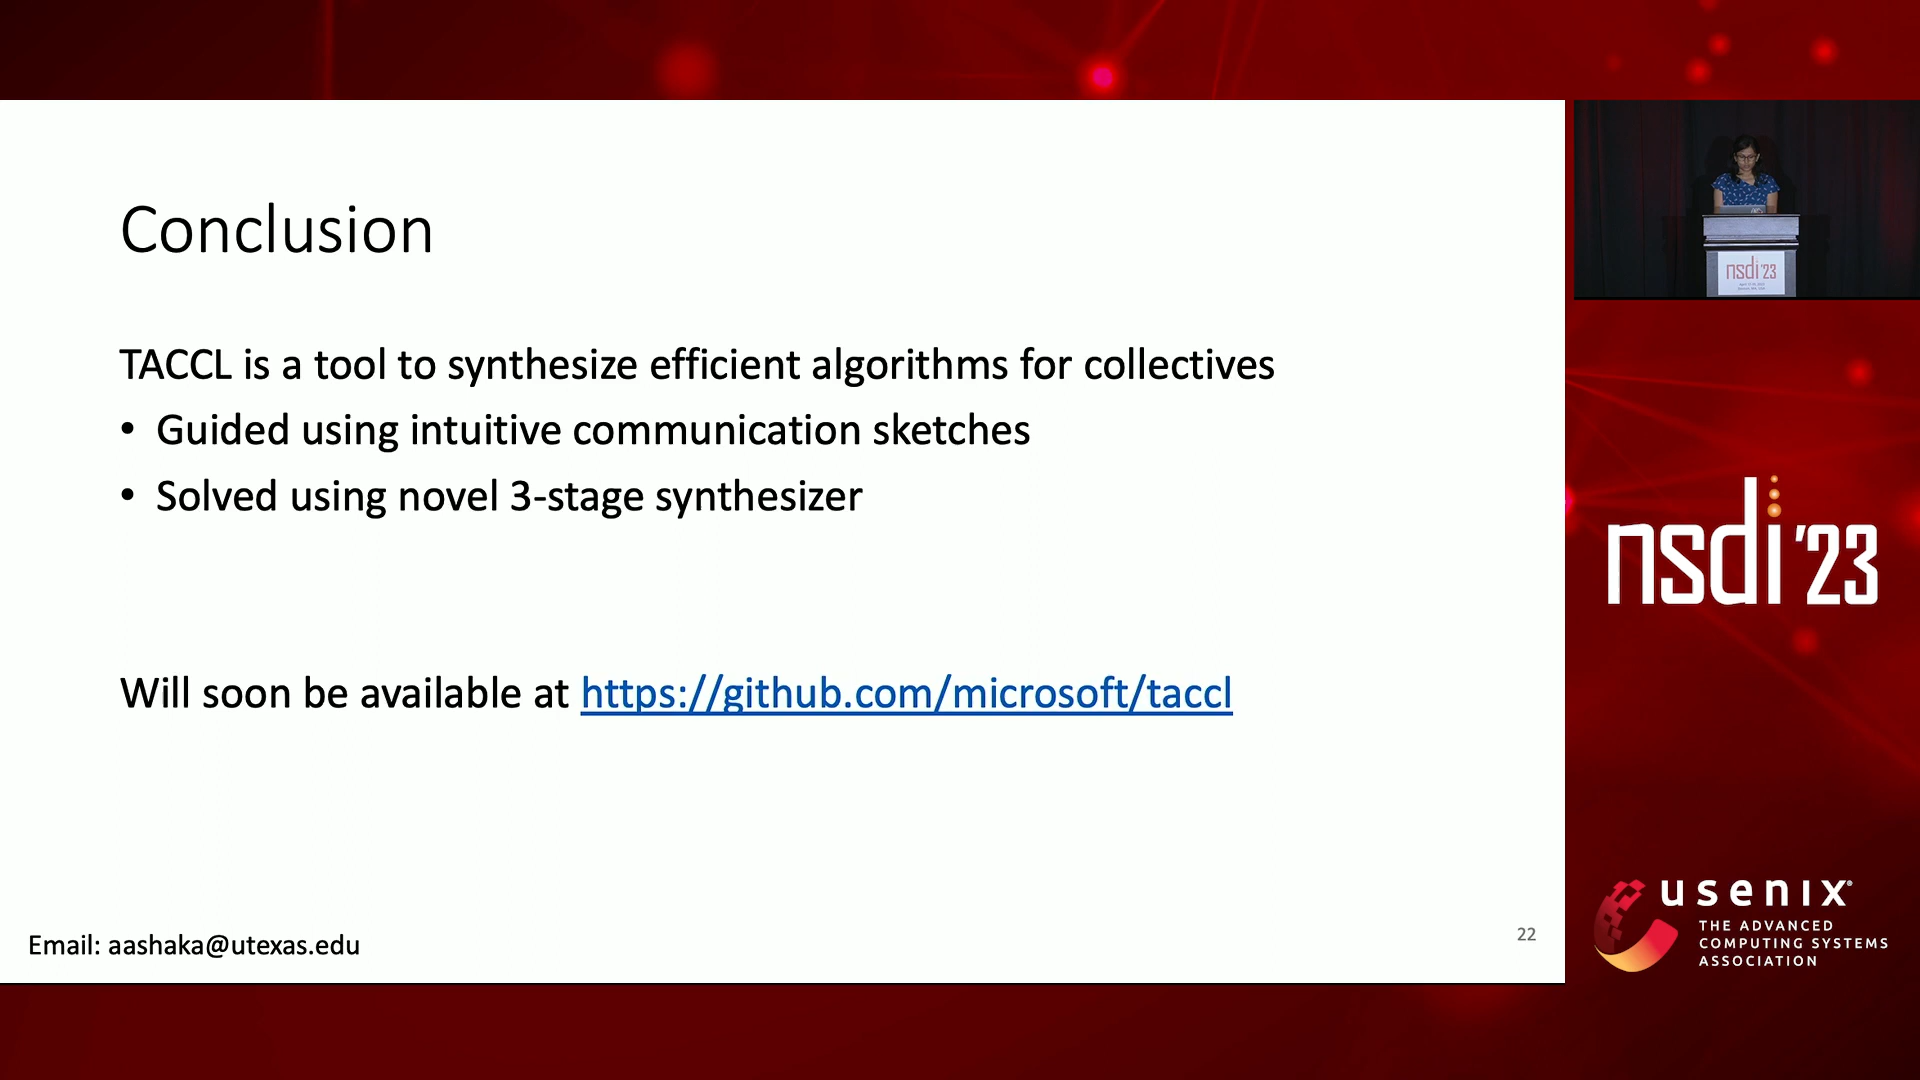 Conclusion
TACCL is a tool to synthesize efficient algorithms for collectives
• Guided using intuitive communication sketches
• Solved using novel 3-stage synthesizer
Will soon be available at https://github.com/microsoft/taccl
Email: aashaka@utexas.edu
22
nsdi '23
nsdi '23
usenix®
THE ADVANCED
COMPUTING SYSTEMS
ASSOCIATION